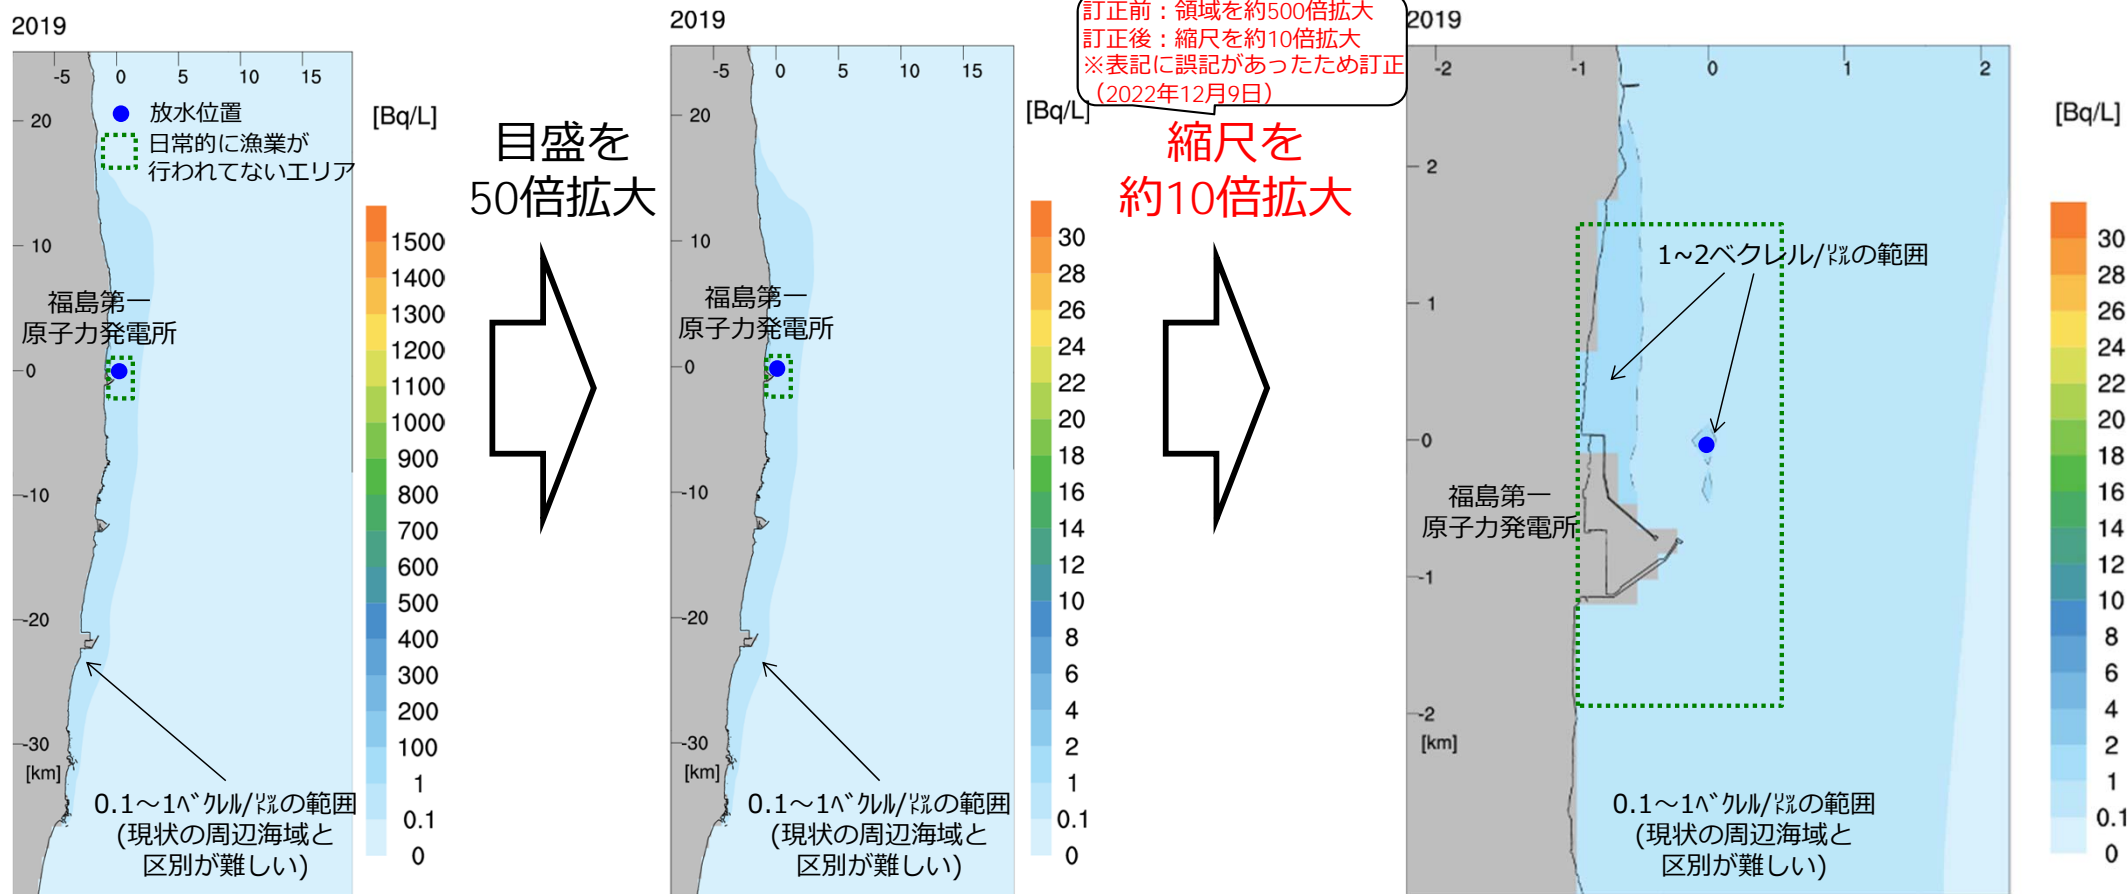 2019
-5 0 5 10 15
放水位置
日常的に漁業が
行われてないエリア
20
10
福島第一
原子力発電所
0
-10
-20
-30
[km]
0.1～1ﾍﾞｸﾚﾙ/㍑の範囲
(現状の周辺海域と
区別が難しい)
[Bq/L]
1500
1400
1300
1200
1100
1000
900
800
700
600
500
400
300
200
100
1
0.1
0
目盛を
50倍拡大
2019
-5 0 5 10 15
20
10
福島第一
原子力発電所
0
-10
-20
-30
[km]
0.1～1ﾍﾞｸﾚﾙ/㍑の範囲
(現状の周辺海域と
区別が難しい)
[Bq/L]
30
28
26
24
22
20
18
16
14
12
10
8
6
4
2
1
0.1
0
訂正前：領域を約500倍拡大
訂正後：縮尺を約10倍拡大
※表記に誤記があったため訂正
（2022年12月9日）
縮尺を
約10倍拡大
2019
-2 -1 0 1 2
2
1~2ベクレル/㍑の範囲
1
0
福島第一
原子力発電所
-1
-2
[km]
0.1～1ﾍﾞｸﾚﾙ/㍑の範囲
(現状の周辺海域と
区別が難しい)
[Bq/L]
30
28
26
24
22
20
18
16
14
12
10
8
6
4
2
1
0.1
0